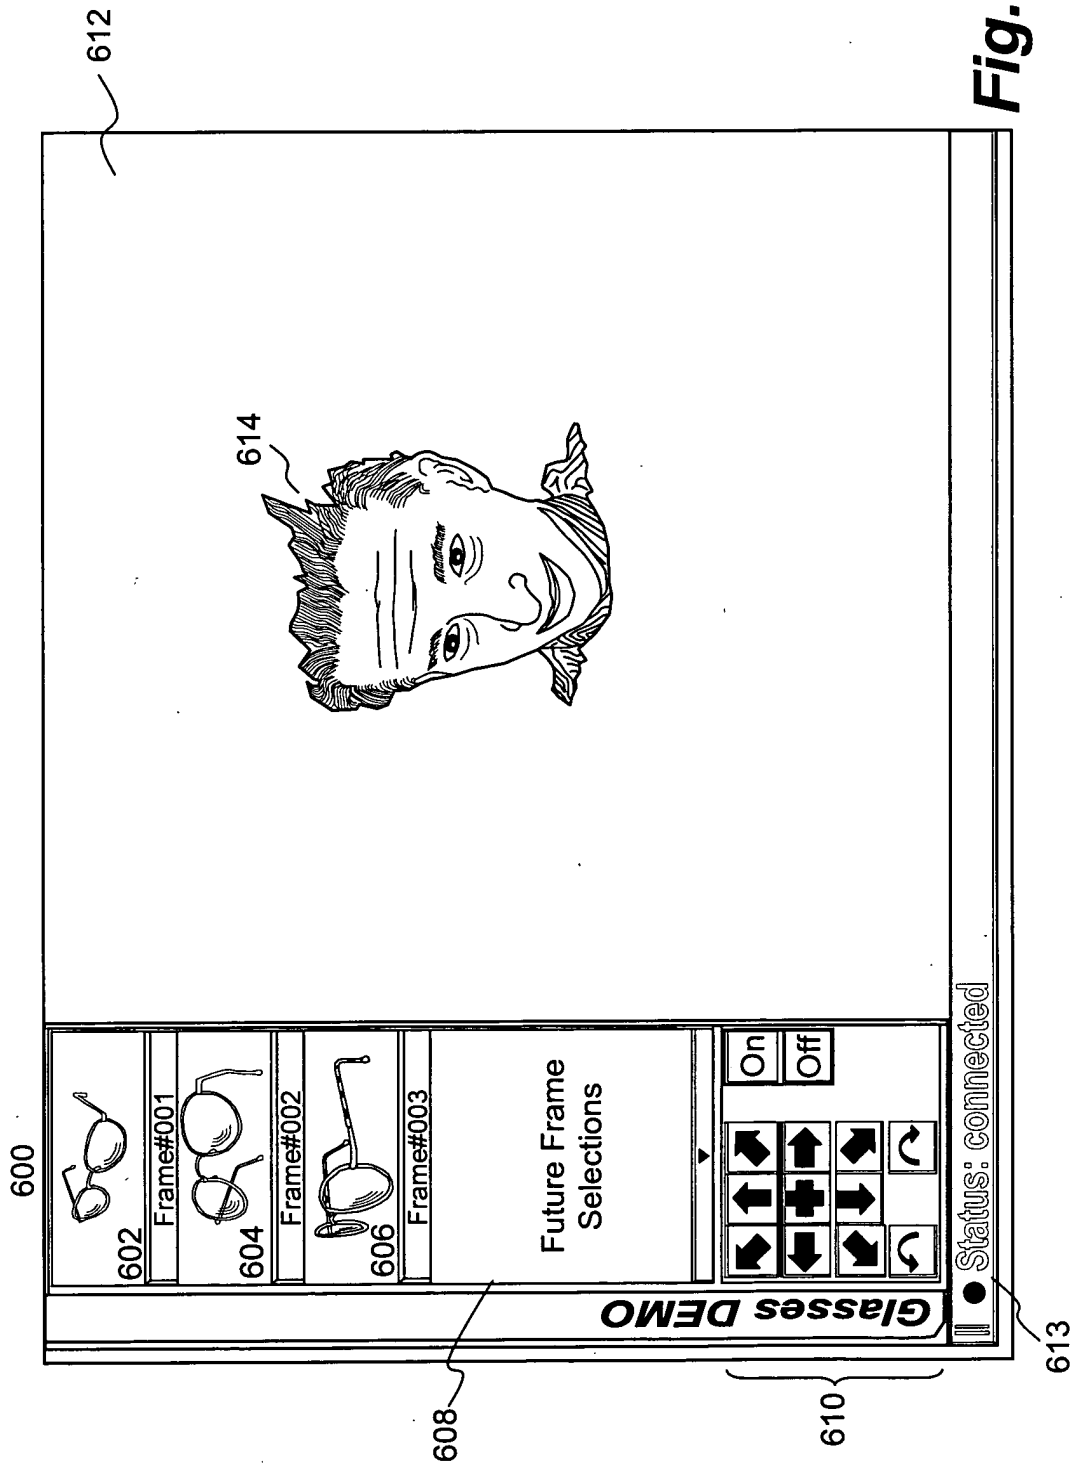 600
612
614
602
Frame#001
604
Frame#002
606
Frame#003
Future Frame
Selections
On
Off
Glasses DEMO
Status: connected
608
610
613
Fig.